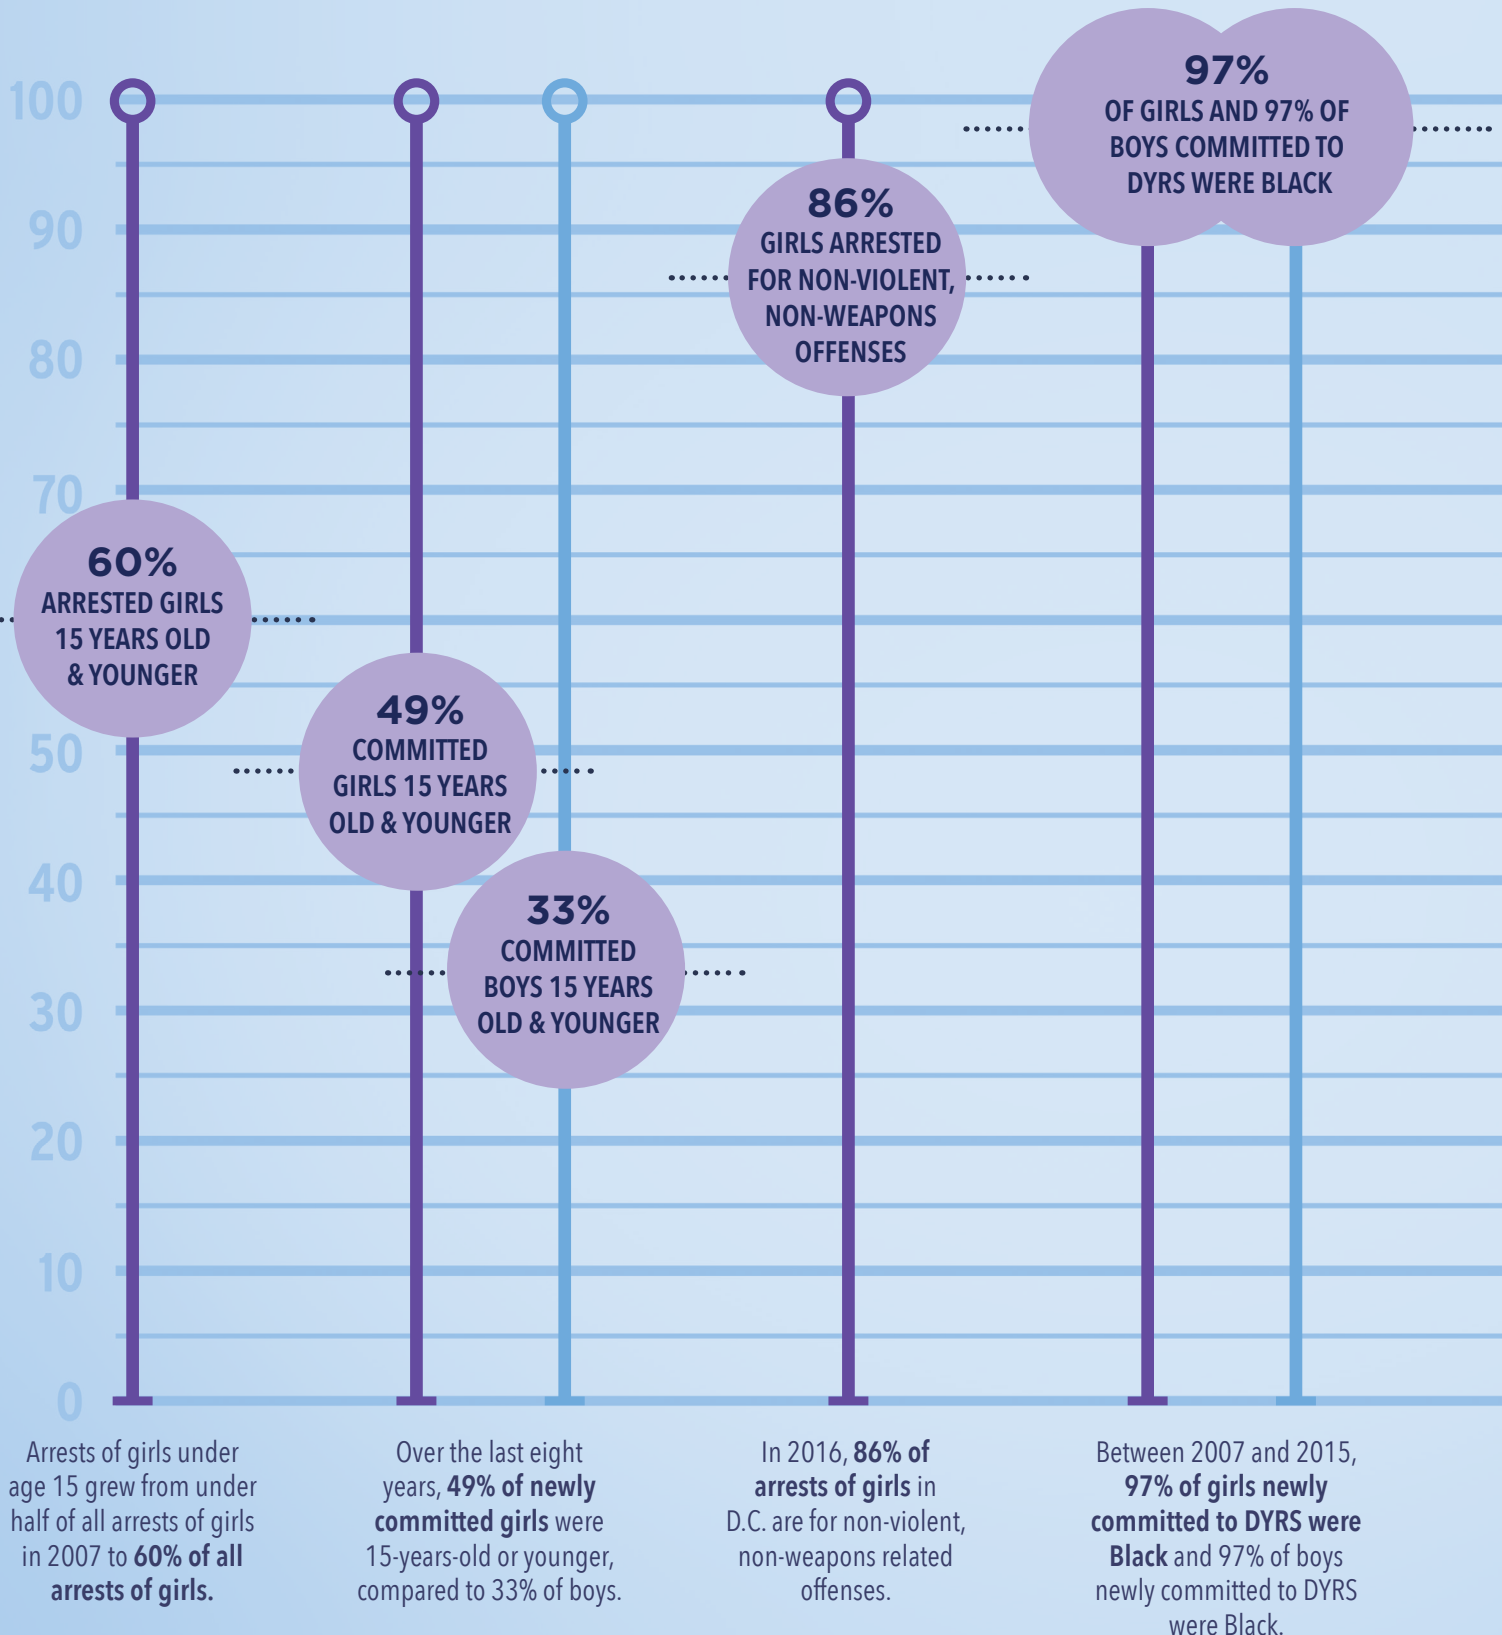 100
90
80
70
50
40
30
20
10
0
60%
ARRESTED GIRLS
15 YEARS OLD
& YOUNGER
49%
COMMITTED
GIRLS 15 YEARS
OLD & YOUNGER
33%
COMMITTED
BOYS 15 YEARS
OLD & YOUNGER
86%
GIRLS ARRESTED
FOR NON-VIOLENT,
NON-WEAPONS
OFFENSES
97%
OF GIRLS AND 97% OF
BOYS COMMITTED TO
DYRS WERE BLACK
Arrests of girls under
age 15 grew from under
half of all arrests of girls
in 2007 to 60% of all
arrests of girls.
Over the last eight
years, 49% of newly
committed girls were
15-years-old or younger,
compared to 33% of boys.
In 2016, 86% of
arrests of girls in
D.C. are for non-violent,
non-weapons related
offenses.
Between 2007 and 2015,
97% of girls newly
committed to DYRS were
Black and 97% of boys
newly committed to DYRS
were Black.